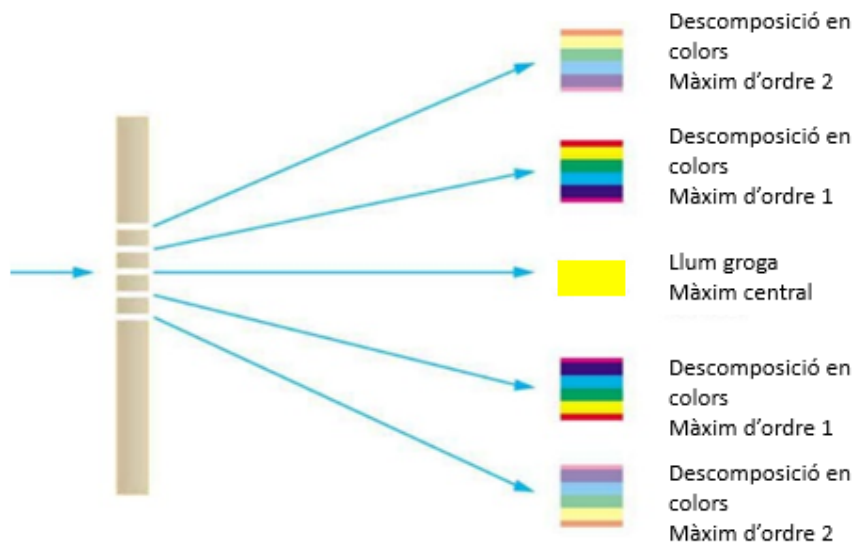 Descomposició en
colors
Màxim d'ordre 2
Descomposició en
colors
Màxim d'ordre 1
Llum groga
Màxim central
Descomposició en
colors
Màxim d'ordre 1
Descomposició en
colors
Màxim d'ordre 2